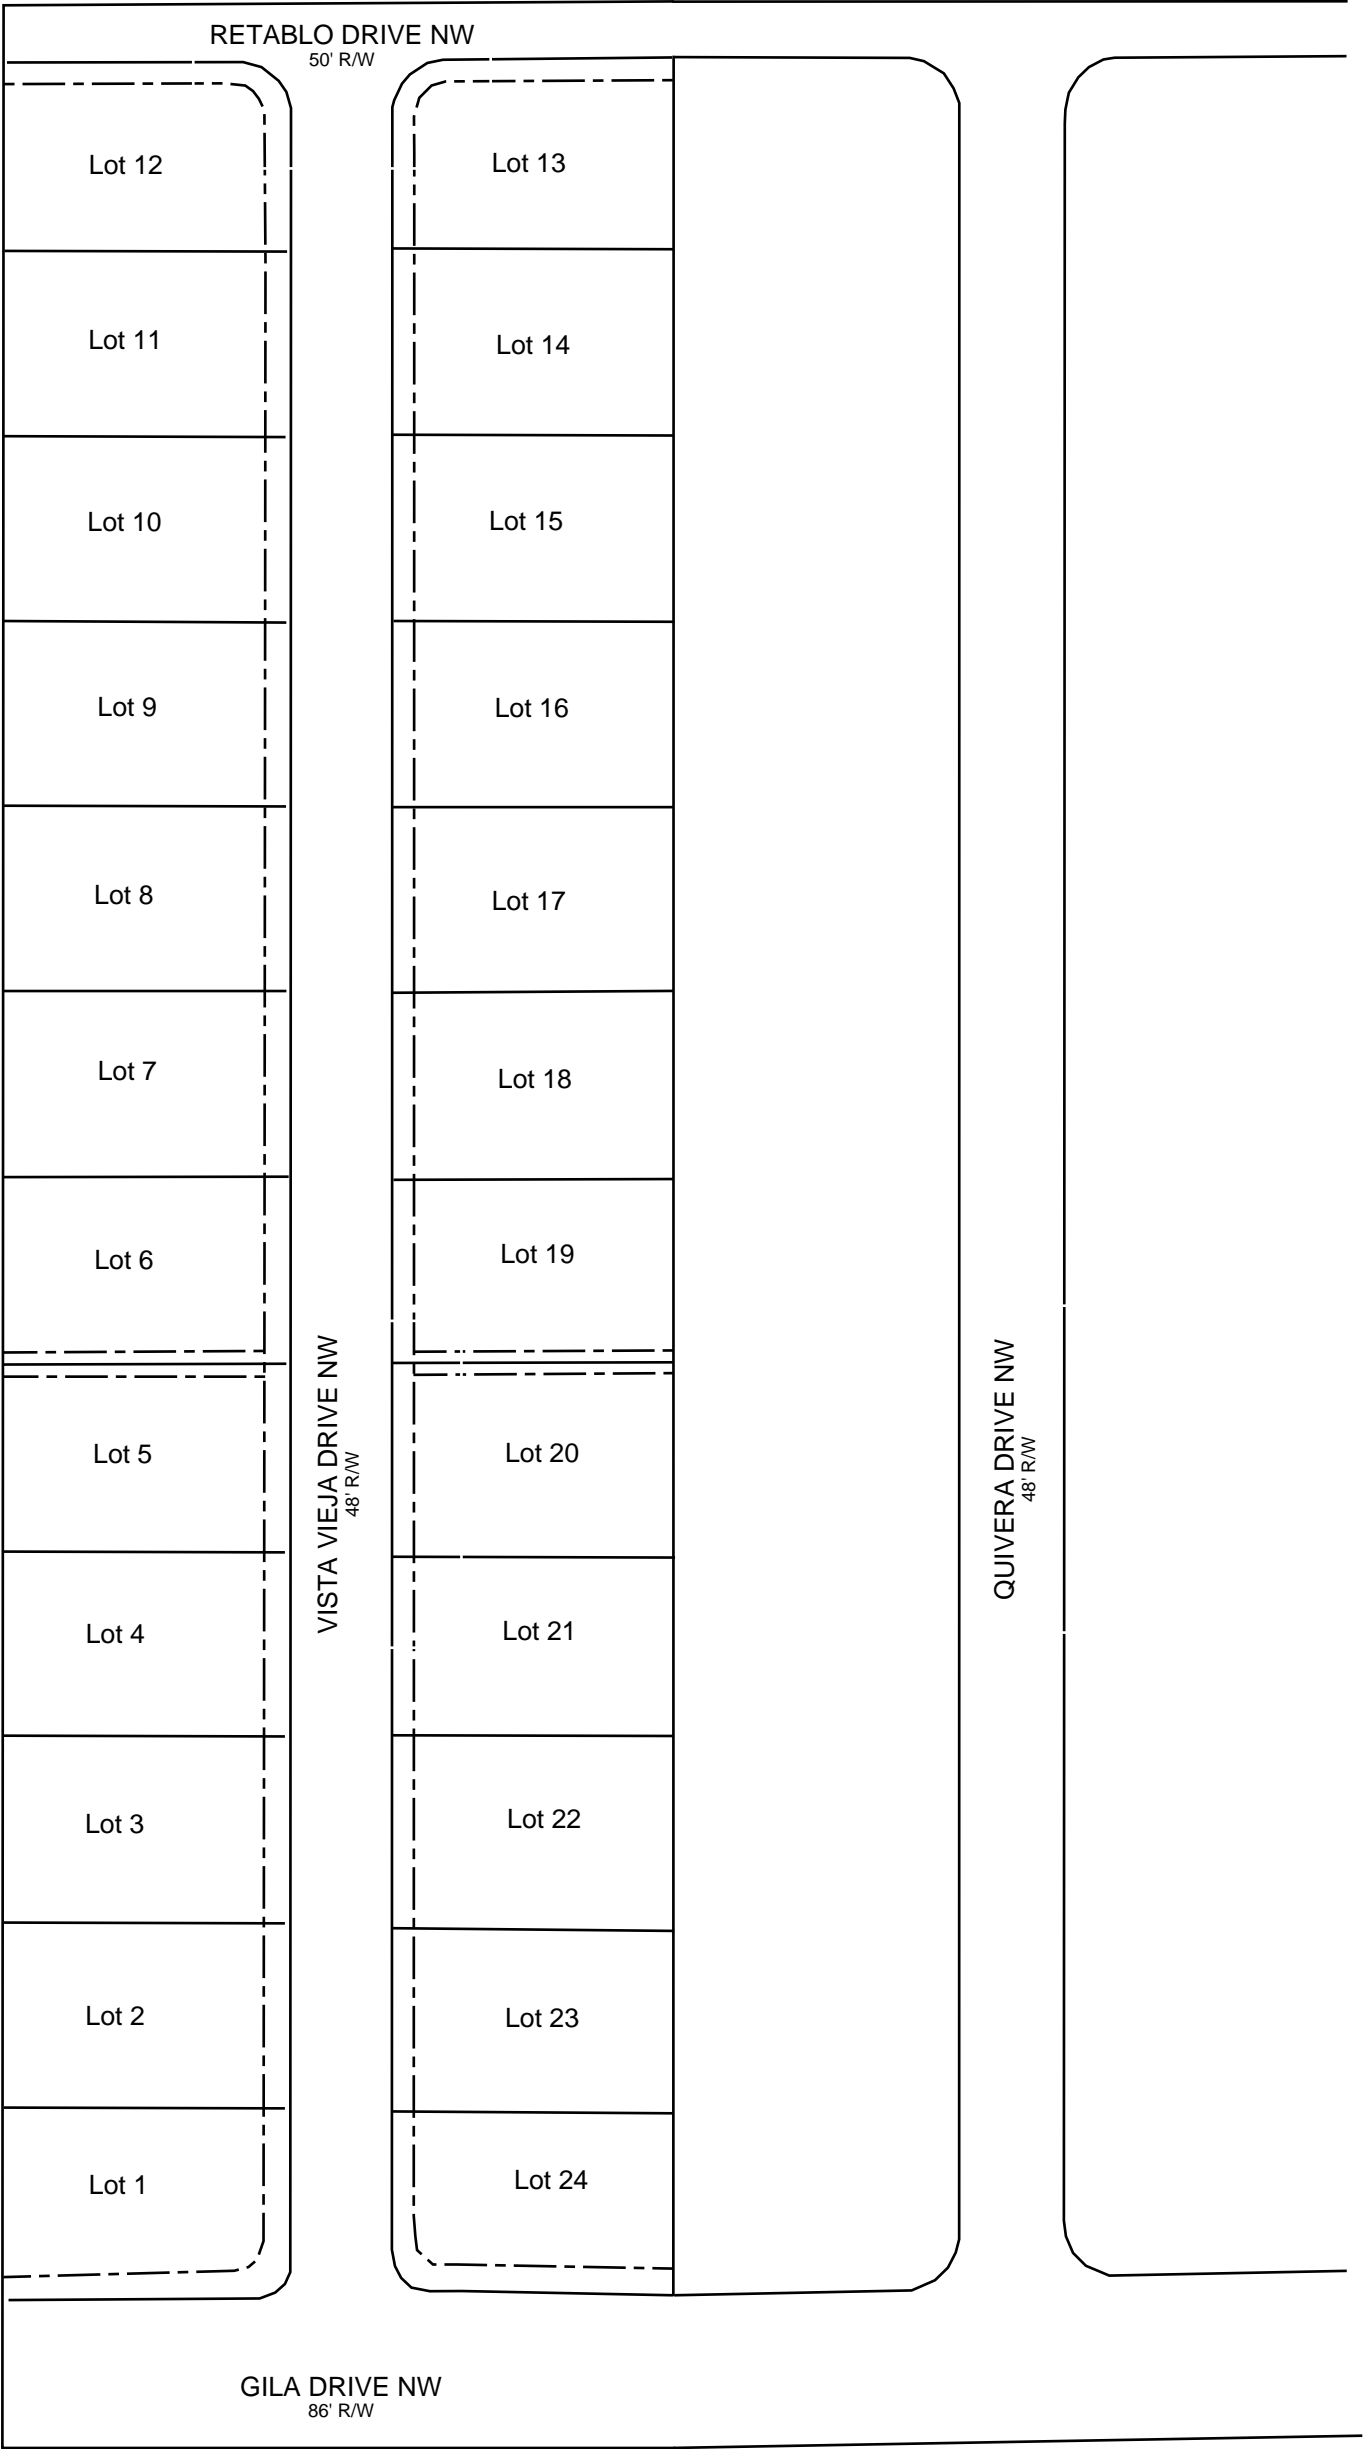 RETABLO DRIVE NW
50' R/W
Lot 12
Lot 13
Lot 11
Lot 14
Lot 10
Lot 15
Lot 9
Lot 16
Lot 8
Lot 17
Lot 7
Lot 18
Lot 6
Lot 19
VISTA VIEJA DRIVE NW
48' R/W
QUIVERA DRIVE NW
48' R/W
Lot 5
Lot 20
Lot 4
Lot 21
Lot 3
Lot 22
Lot 2
Lot 23
Lot 1
Lot 24
GILA DRIVE NW
86' R/W